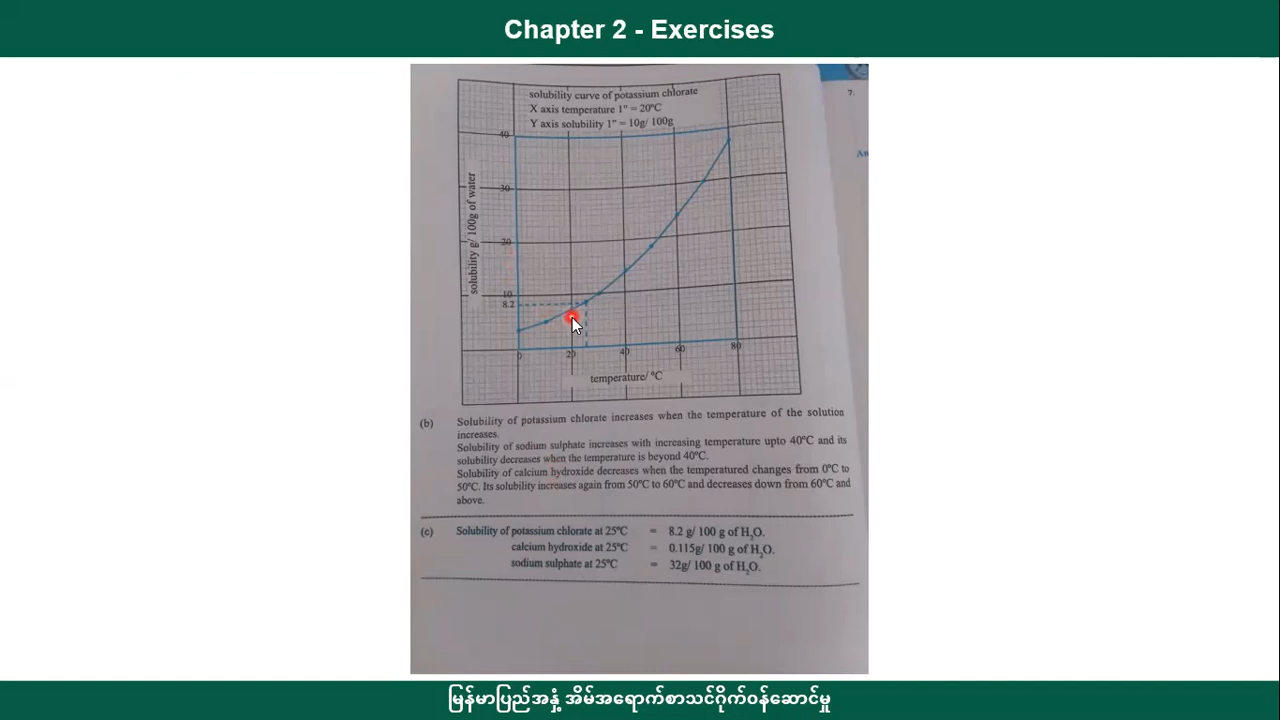 Chapter 2 - Exercises
solubility curve of potassium chlorate
X axis temperature 1" = 20°C
Y axis solubility 1" = 10g/ 100g
7.
An
40
30
20
10
8.2
solubility g/ 100g of water
0 20 40 60 80
temperature/ °C
(b) Solubility of potassium chlorate increases when the temperature of the solution
increases.
Solubility of sodium sulphate increases with increasing temperature upto 40°C and its
solubility decreases when the temperature is beyond 40°C.
Solubility of calcium hydroxide decreases when the temperatured changes from 0°C to
50°C. Its solubility increases again from 50°C to 60°C and decreases down from 60°C and
above.
(c) Solubility of potassium chlorate at 25°C = 8.2 g/ 100 g of H₂O.
calcium hydroxide at 25°C = 0.115g/ 100 g of H₂O.
sodium sulphate at 25°C = 32g/ 100 g of H₂O.
မြန်မာပြည်အနှံ့ အိမ်အရောက်စာသင်ဂိုက်ဝန်ဆောင်မှု